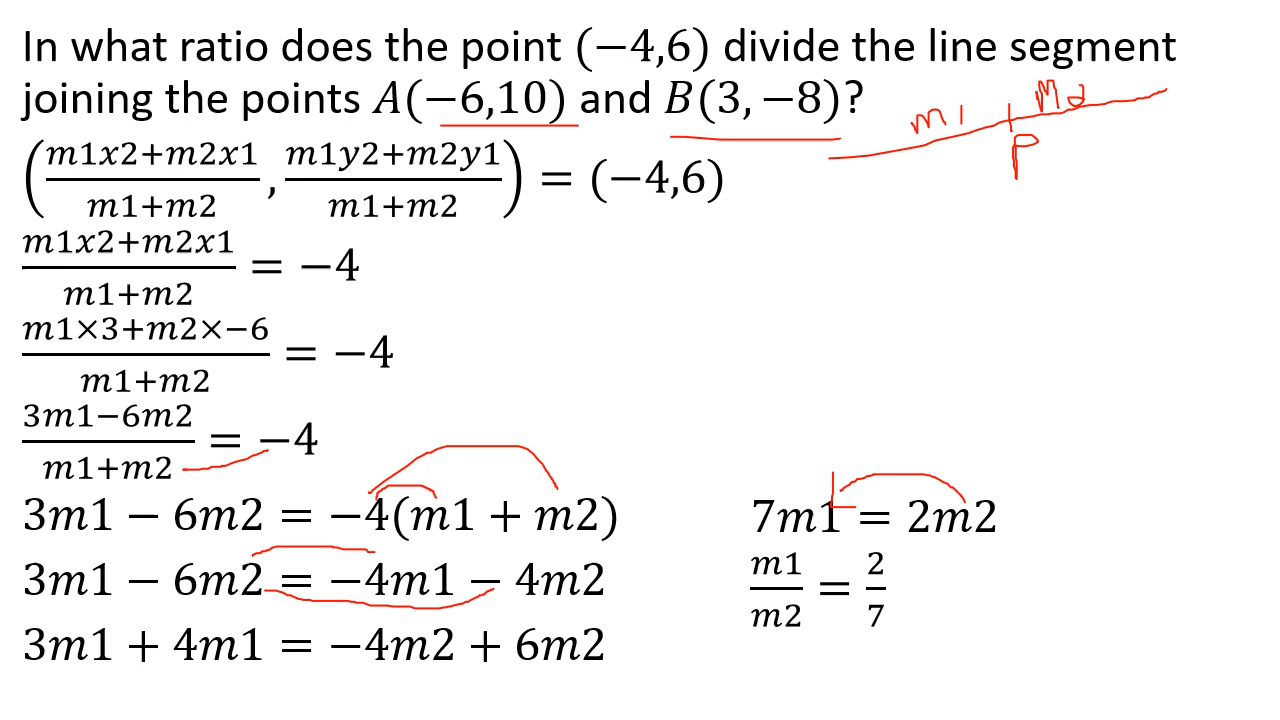 In what ratio does the point (−4,6) divide the line segment
joining the points A(−6,10) and B(3, −8)?
m1 m2
P
(m1x2+m2x1/m1+m2, m1y2+m2y1/m1+m2) = (−4,6)
m1x2+m2x1/m1+m2 = −4
m1×3+m2×−6/m1+m2 = −4
3m1−6m2/m1+m2 = −4
3m1 − 6m2 = −4(m1 + m2)
3m1 − 6m2 = −4m1 − 4m2
3m1 + 4m1 = −4m2 + 6m2
7m1 = 2m2
m1/m2 = 2/7